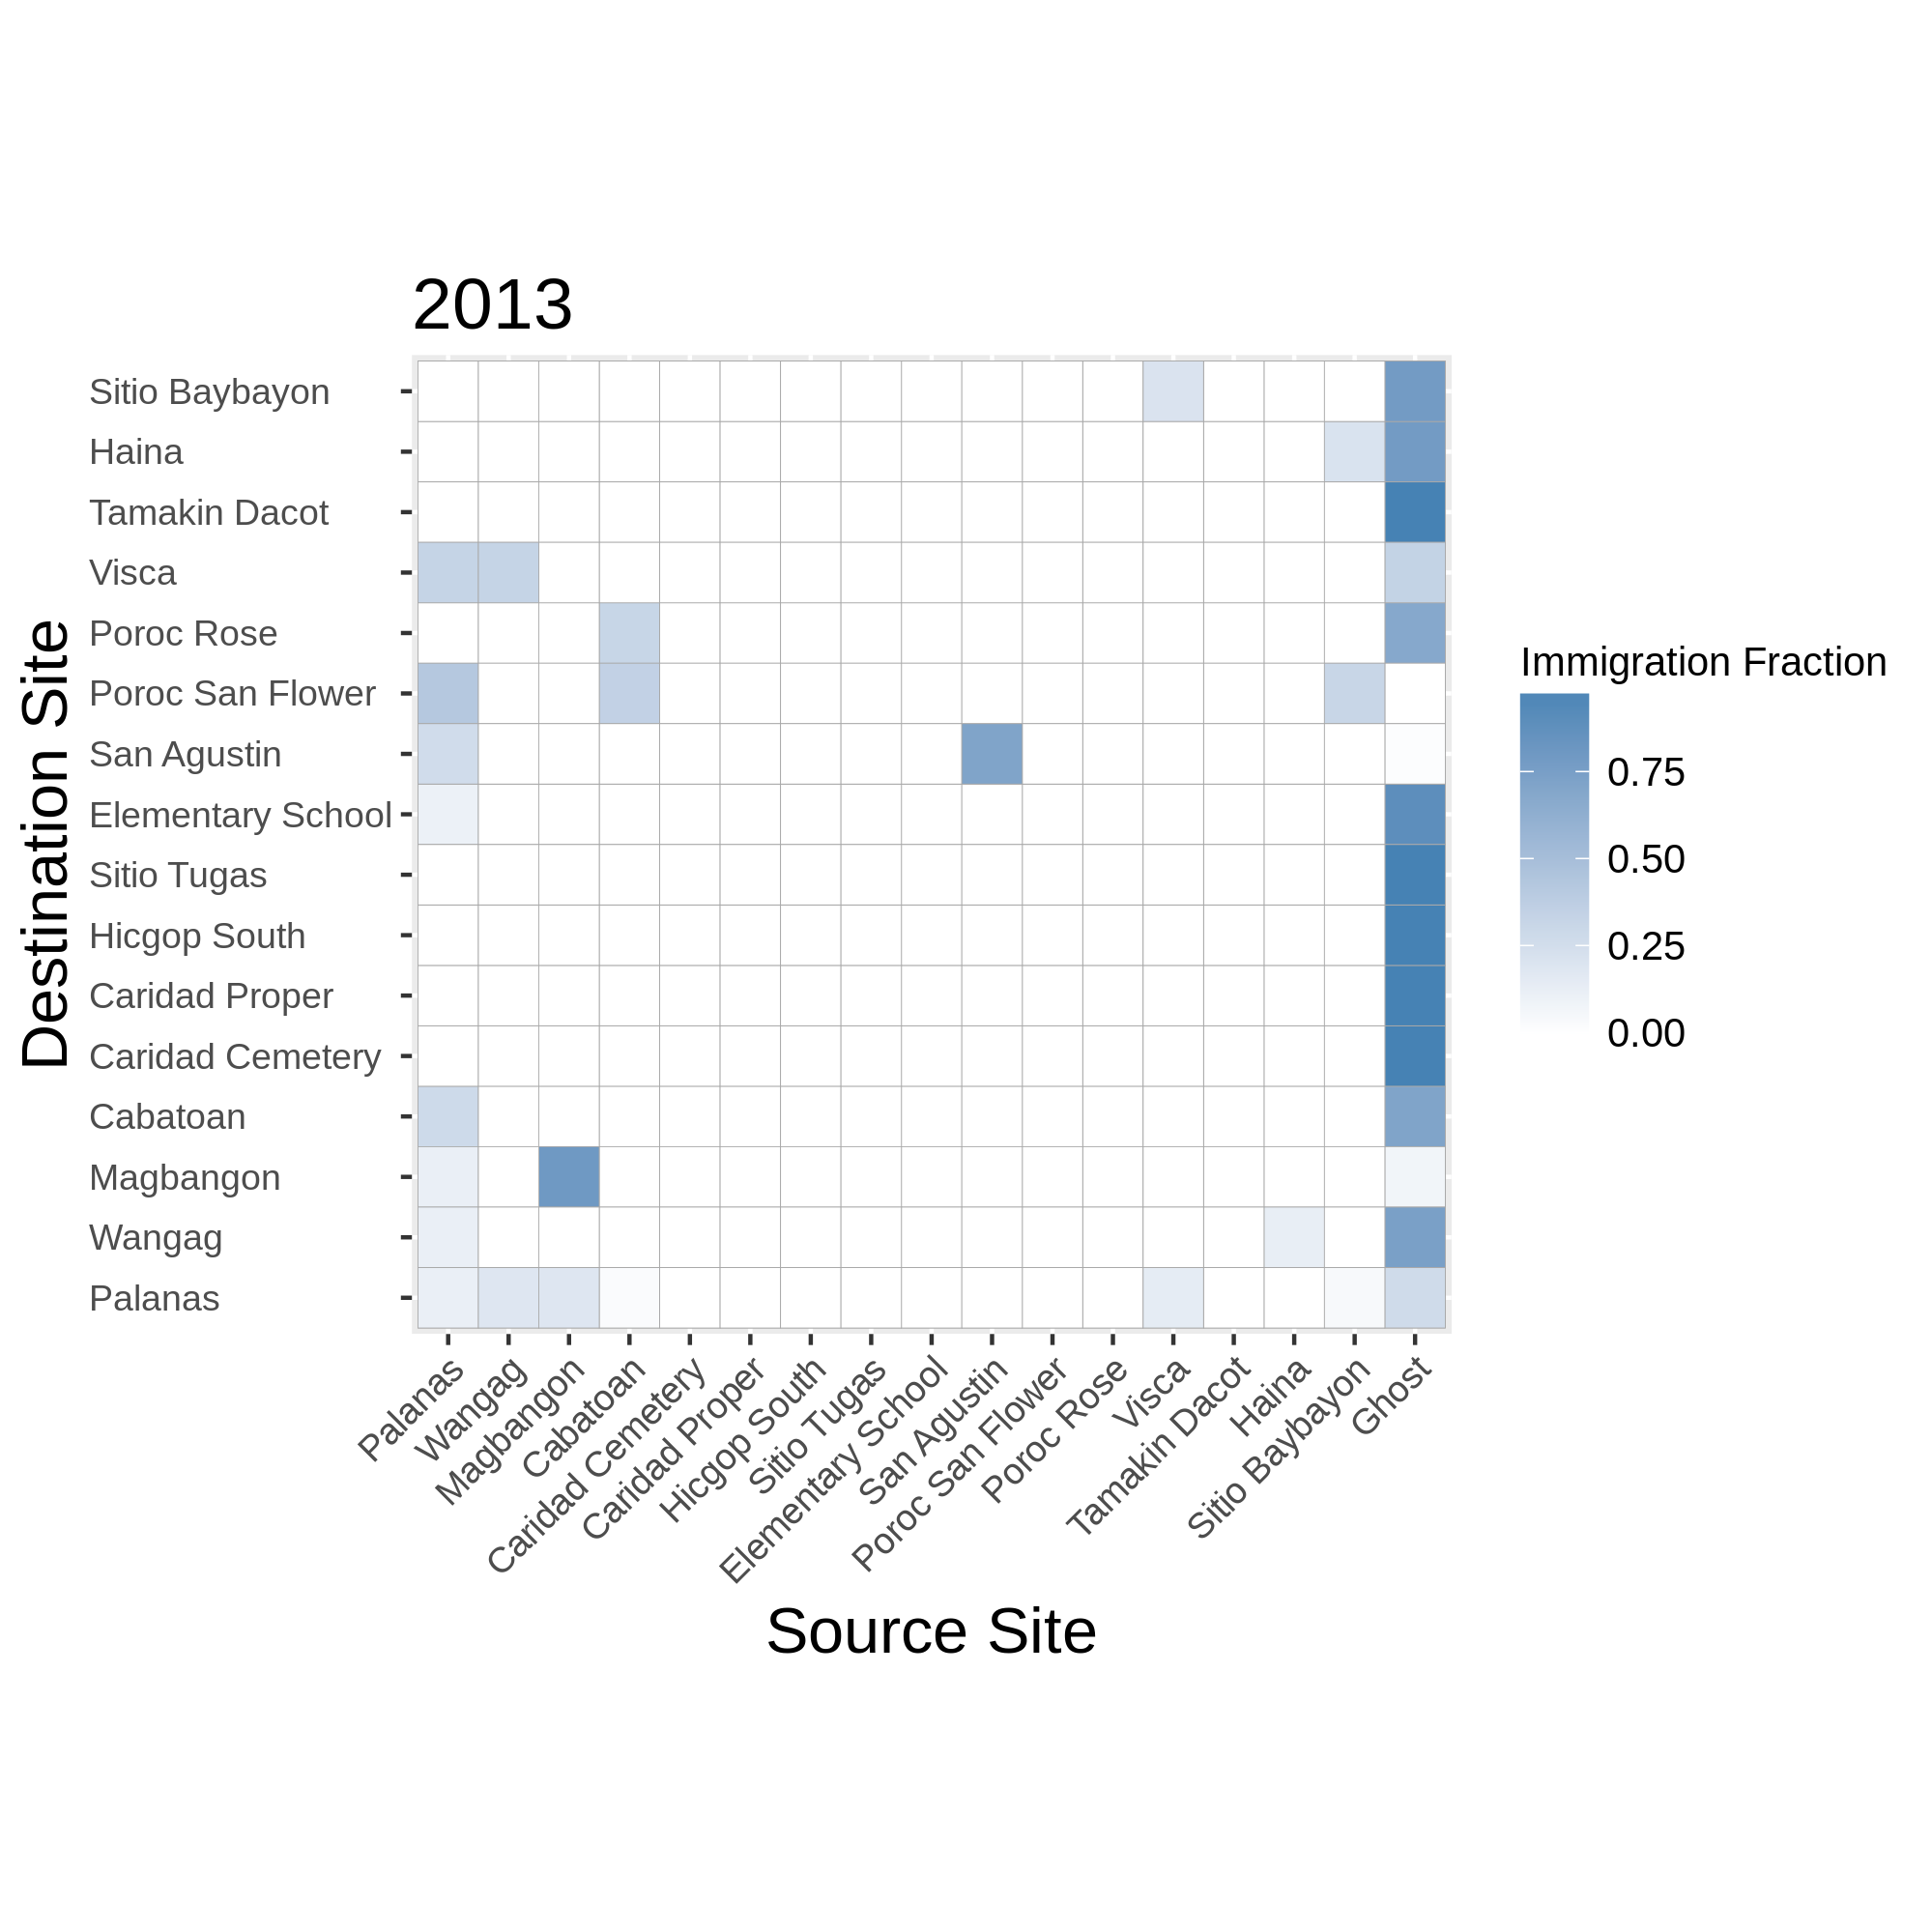 2013
Destination Site
Sitio Baybayon
Haina
Tamakin Dacot
Visca
Poroc Rose
Poroc San Flower
San Agustin
Elementary School
Sitio Tugas
Hicgop South
Caridad Proper
Caridad Cemetery
Cabatoan
Magbangon
Wangag
Palanas
Palanas
Wangag
Magbangon
Cabatoan
Caridad Cemetery
Caridad Proper
Hicgop South
Sitio Tugas
Elementary School
San Agustin
Poroc San Flower
Poroc Rose
Visca
Tamakin Dacot
Haina
Sitio Baybayon
Ghost
Source Site
Immigration Fraction
0.75
0.50
0.25
0.00